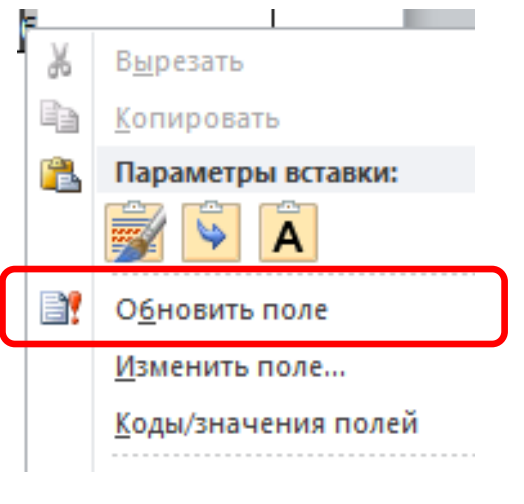 Вырезать
Копировать
Параметры вставки:
A
Обновить поле
Изменить поле...
Коды/значения полей